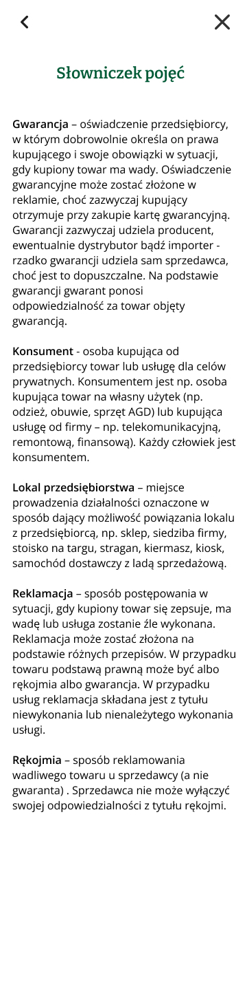 Słowniczek pojęć
Gwarancja – oświadczenie przedsiębiorcy,
w którym dobrowolnie określa on prawa
kupującego i swoje obowiązki w sytuacji,
gdy kupiony towar ma wady. Oświadczenie
gwarancyjne może zostać złożone w
reklamie, choć zazwyczaj kupujący
otrzymuje przy zakupie kartę gwarancyjną.
Gwarancji zazwyczaj udziela producent,
ewentualnie dystrybutor bądź importer -
rzadko gwarancji udziela sam sprzedawca,
choć jest to dopuszczalne. Na podstawie
gwarancji gwarant ponosi
odpowiedzialność za towar objęty
gwarancją.
Konsument - osoba kupująca od
przedsiębiorcy towar lub usługę dla celów
prywatnych. Konsumentem jest np. osoba
kupująca towar na własny użytek (np.
odzież, obuwie, sprzęt AGD) lub kupująca
usługę od firmy – np. telekomunikacyjną,
remontową, finansową). Każdy człowiek jest
konsumentem.
Lokal przedsiębiorstwa – miejsce
prowadzenia działalności oznaczone w
sposób dający możliwość powiązania lokalu
z przedsiębiorcą, np. sklep, siedziba firmy,
stoisko na targu, stragan, kiermasz, kiosk,
samochód dostawczy z ladą sprzedażową.
Reklamacja – sposób postępowania w
sytuacji, gdy kupiony towar się zepsuje, ma
wadę lub usługa zostanie źle wykonana.
Reklamacja może zostać złożona na
podstawie różnych przepisów. W przypadku
towaru podstawą prawną może być albo
rękojmia albo gwarancja. W przypadku
usług reklamacja składana jest z tytułu
niewykonania lub nienależytego wykonania
usługi.
Rękojmia – sposób reklamowania
wadliwego towaru u sprzedawcy (a nie
gwaranta) . Sprzedawca nie może wyłączyć
swojej odpowiedzialności z tytułu rękojmi.